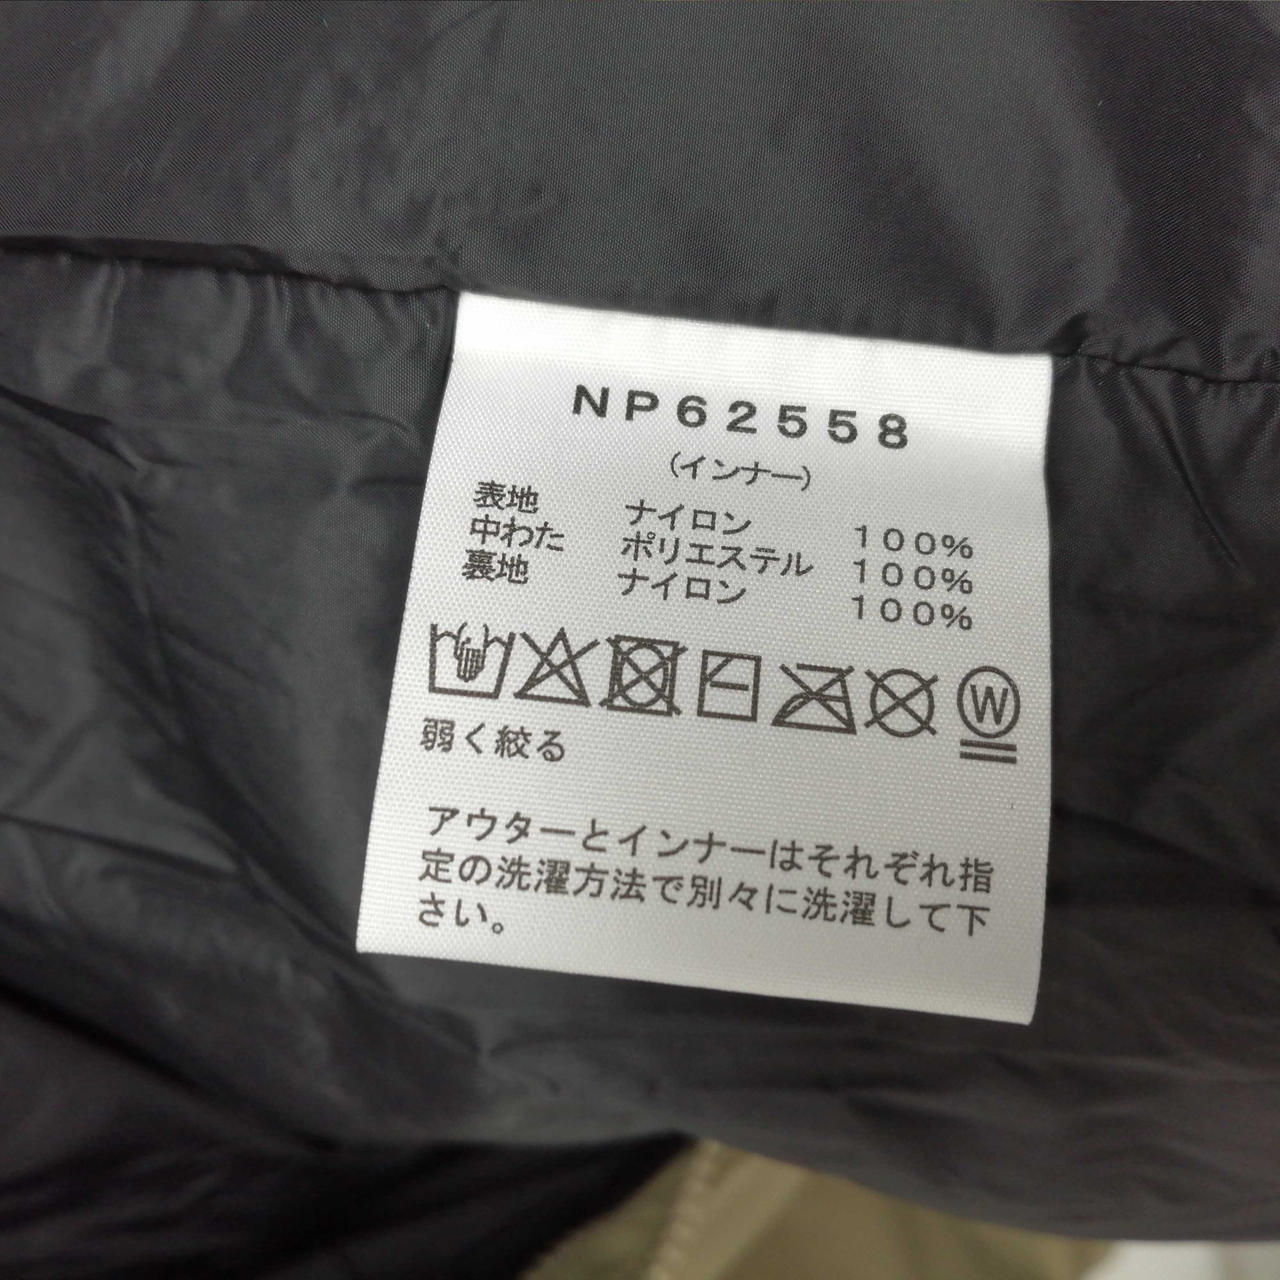 NP62558
(インナー)
表地 ナイロン 100%
中わた ポリエステル 100%
裏地 ナイロン 100%
W
弱く絞る
アウターとインナーはそれぞれ指
定の洗濯方法で別々に洗濯して下
さい。